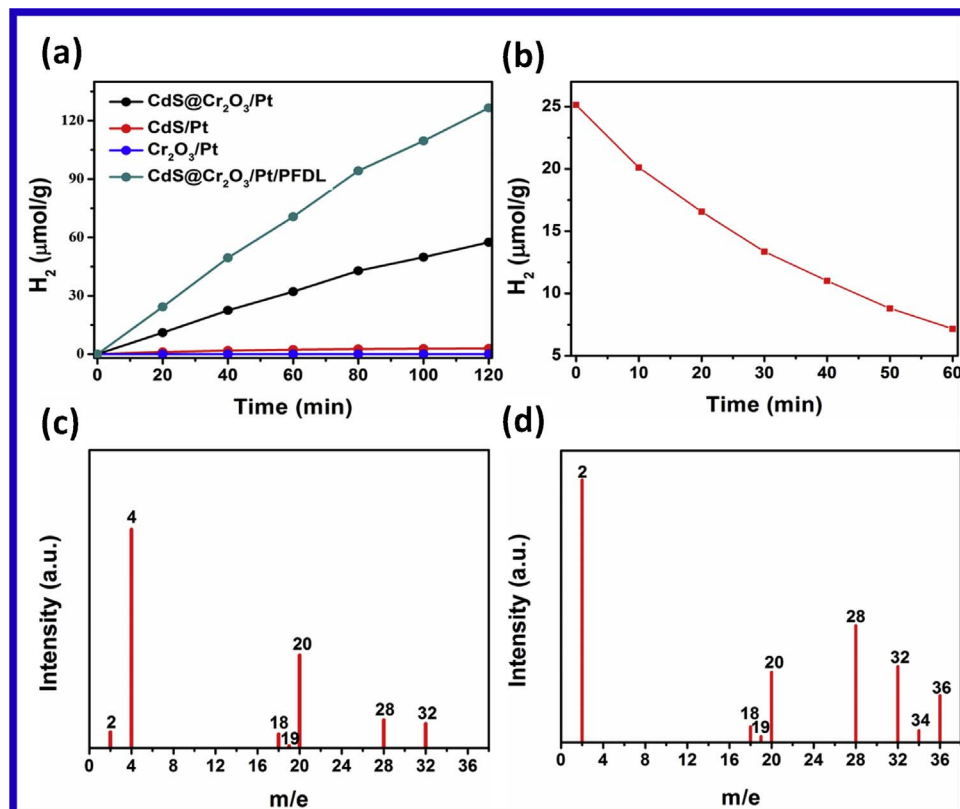 (a)
CdS@Cr₂O₃/Pt
CdS/Pt
Cr₂O₃/Pt
CdS@Cr₂O₃/Pt/PFDL
H₂ (μmol/g)
120
90
60
30
0
0 20 40 60 80 100 120
Time (min)
(b)
H₂ (μmol/g)
25
20
15
10
5
0 10 20 30 40 50 60
Time (min)
(c)
Intensity (a.u.)
2
4
18
19
20
28
32
0 4 8 12 16 20 24 28 32 36
m/e
(d)
Intensity (a.u.)
2
18
19
20
28
32
34
36
0 4 8 12 16 20 24 28 32 36
m/e